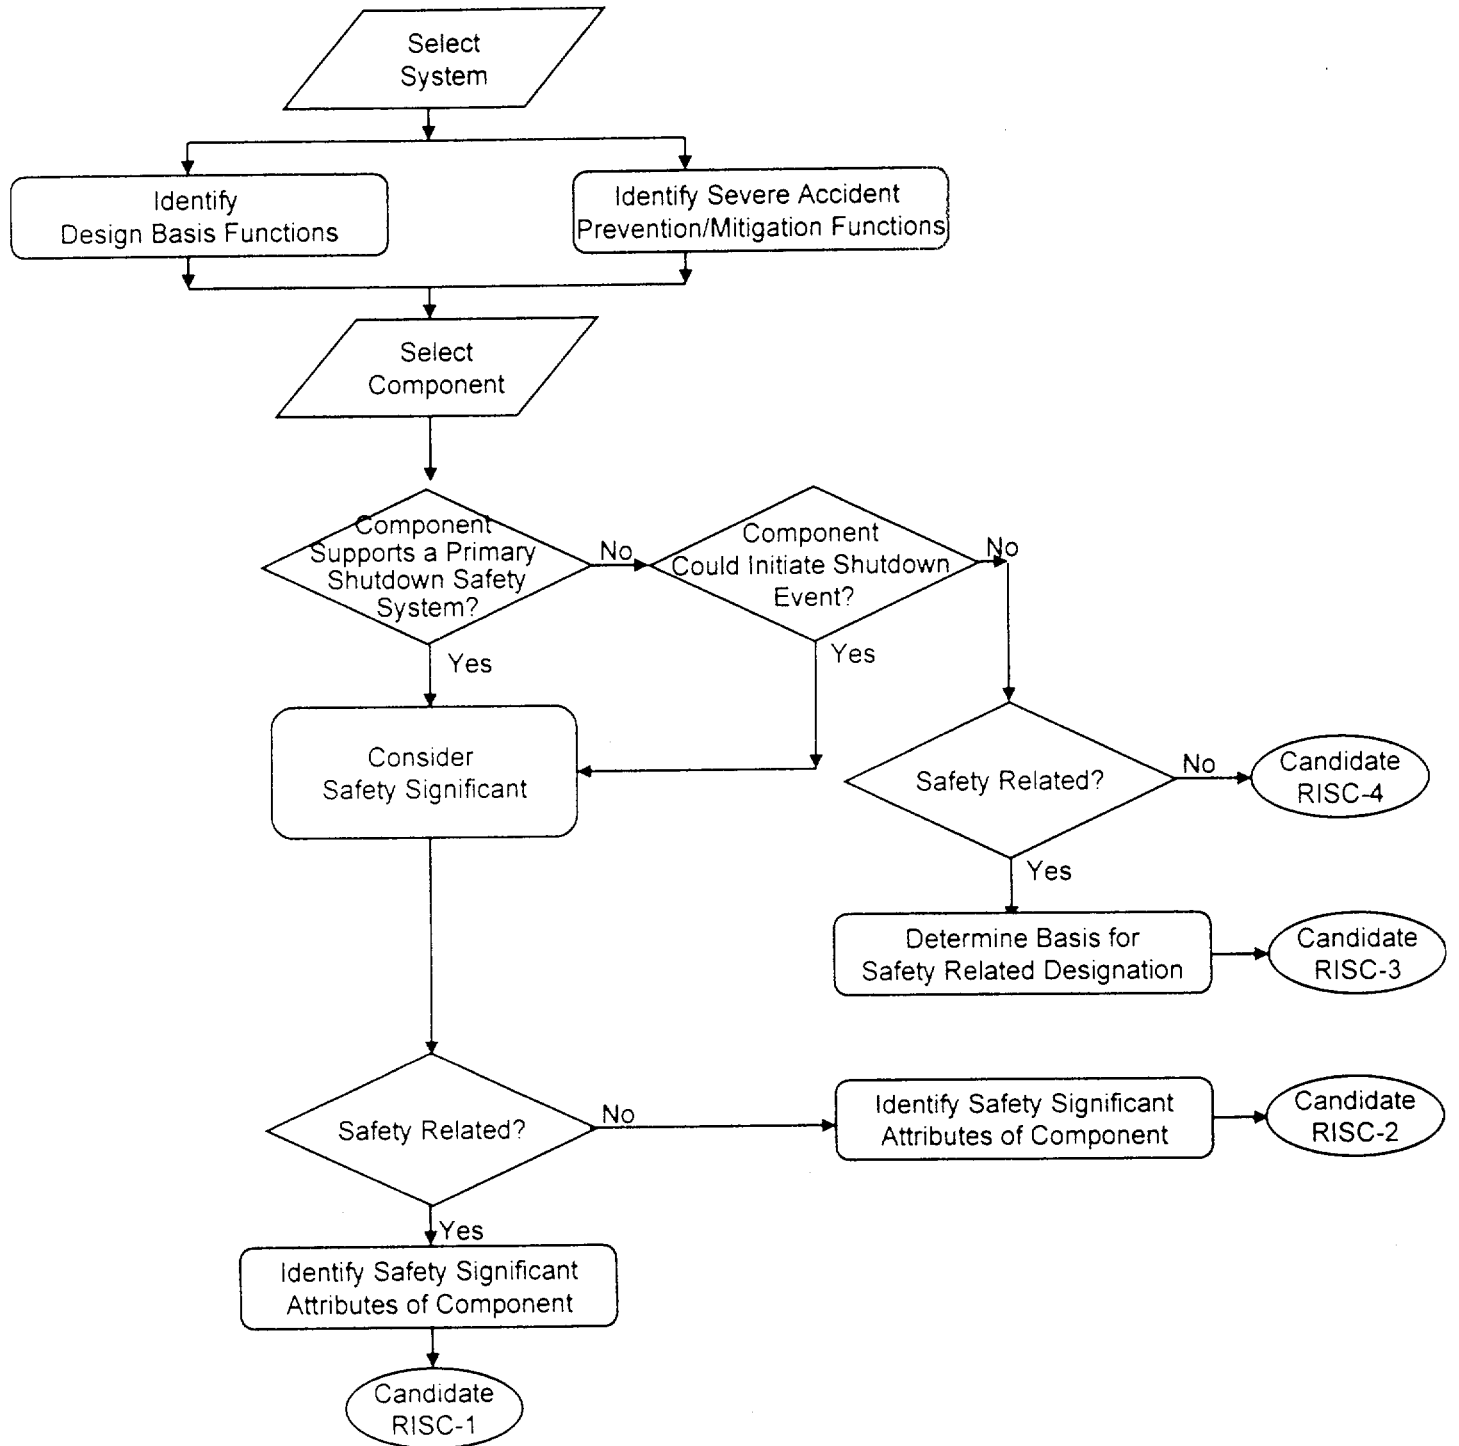 Select
System
Identify
Design Basis Functions
Identify Severe Accident
Prevention/Mitigation Functions
Select
Component
Component
Supports a Primary
Shutdown Safety
System?
No
Component
Could Initiate Shutdown
Event?
No
Yes
Yes
Consider
Safety Significant
Safety Related?
No
Candidate
RISC-4
Yes
Determine Basis for
Safety Related Designation
Candidate
RISC-3
Safety Related?
No
Identify Safety Significant
Attributes of Component
Candidate
RISC-2
Yes
Identify Safety Significant
Attributes of Component
Candidate
RISC-1